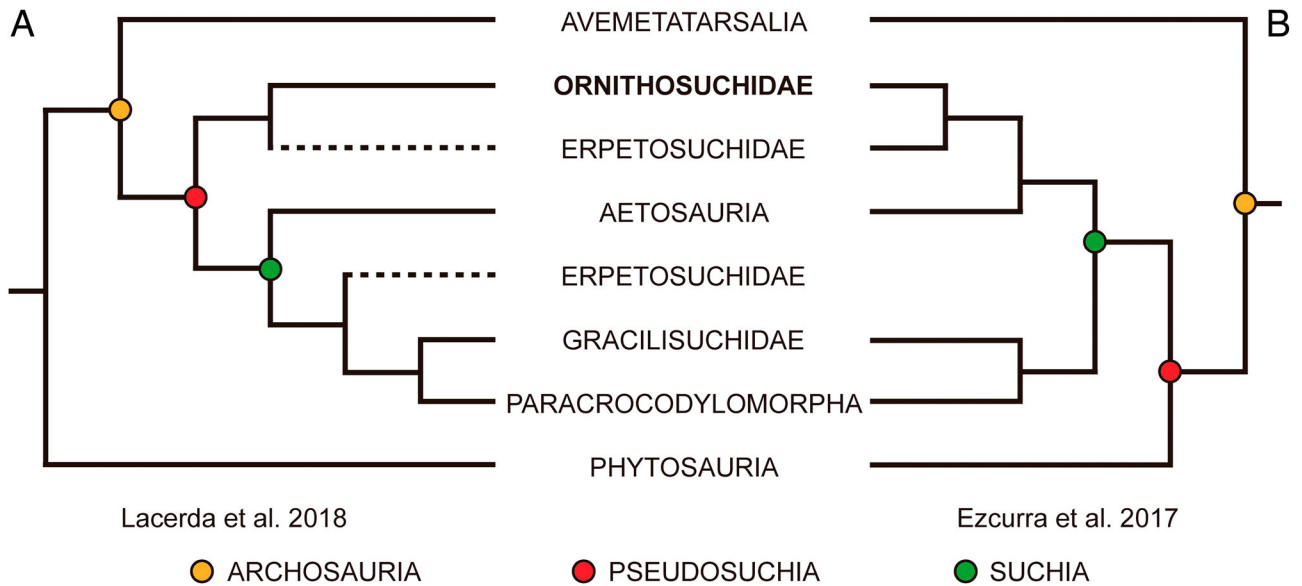 A
B
AVEMETATARSALIA
ORNITHOSUCHIDAE
ERPETOSUCHIDAE
AETOSAURIA
ERPETOSUCHIDAE
GRACILISUCHIDAE
PARACROCODYLOMORPHA
PHYTOSAURIA
Lacerda et al. 2018
Ezcurra et al. 2017
ARCHOSAURIA
PSEUDOSUCHIA
SUCHIA